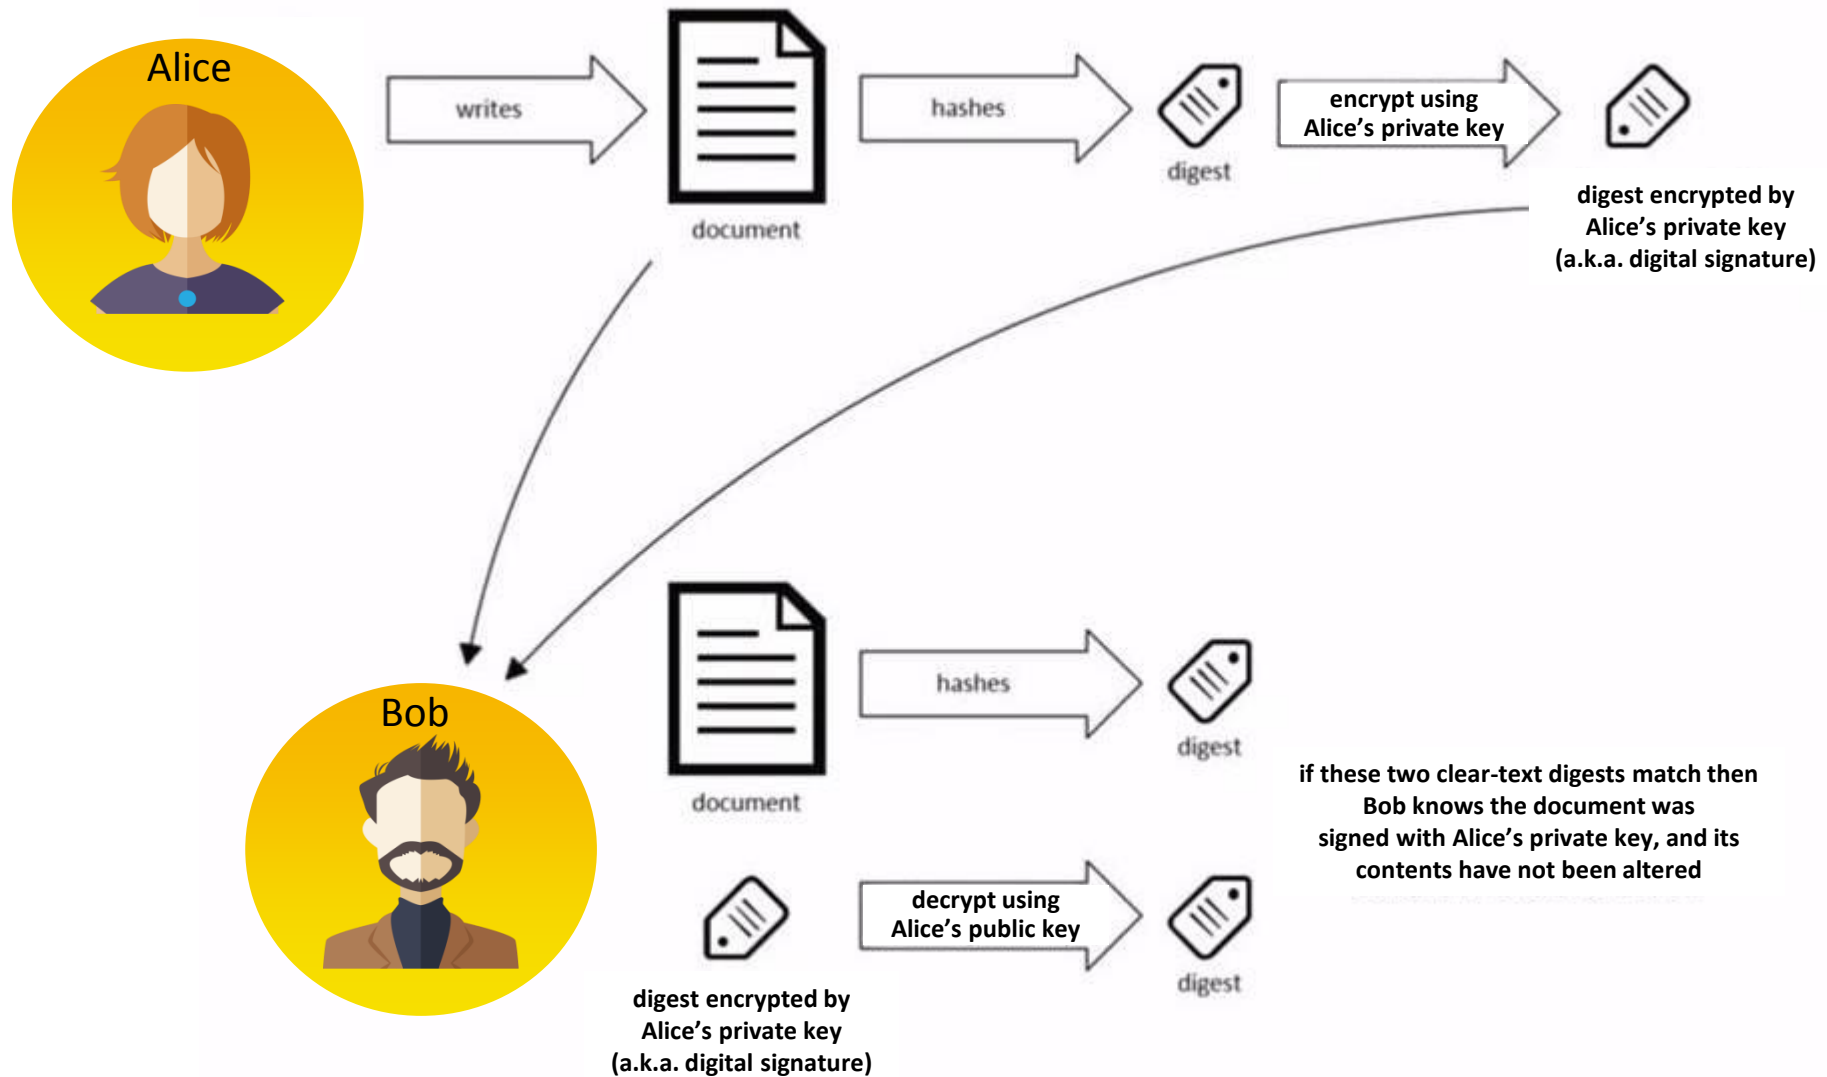 Alice
writes
document
hashes
digest
encrypt using
Alice's private key
digest encrypted by
Alice's private key
(a.k.a. digital signature)
Bob
document
hashes
digest
digest encrypted by
Alice's private key
(a.k.a. digital signature)
decrypt using
Alice's public key
digest
if these two clear-text digests match then
Bob knows the document was
signed with Alice's private key, and its
contents have not been altered